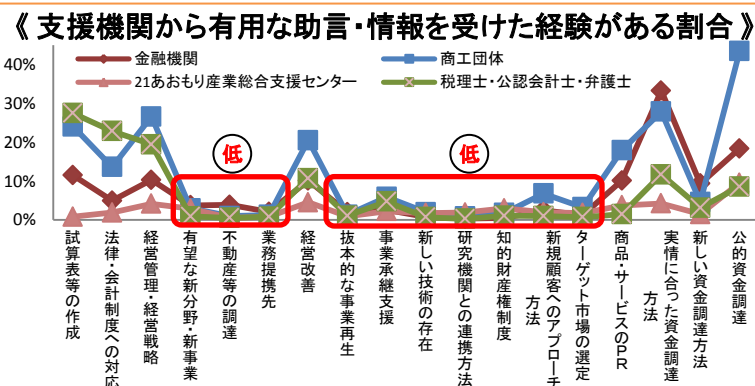 《 支援機関から有用な助言・情報を受けた経験がある割合 》
金融機関
商工団体
21あおもり産業総合支援センター
税理士・公認会計士・弁護士
40%
30%
20%
10%
0%
低
低
試算表等の作成
法律・会計制度への対応
経営管理・経営戦略
有望な新分野・新事業
不動産等の調達
業務提携先
経営改善
抜本的な事業再生
事業承継支援
新しい技術の存在
研究機関との連携方法
知的財産権制度
新規顧客へのアプローチ
方法
ターゲット市場の選定
商品・サービスのPR
実情に合った資金調達
方法
新しい資金調達方法
公的資金調達